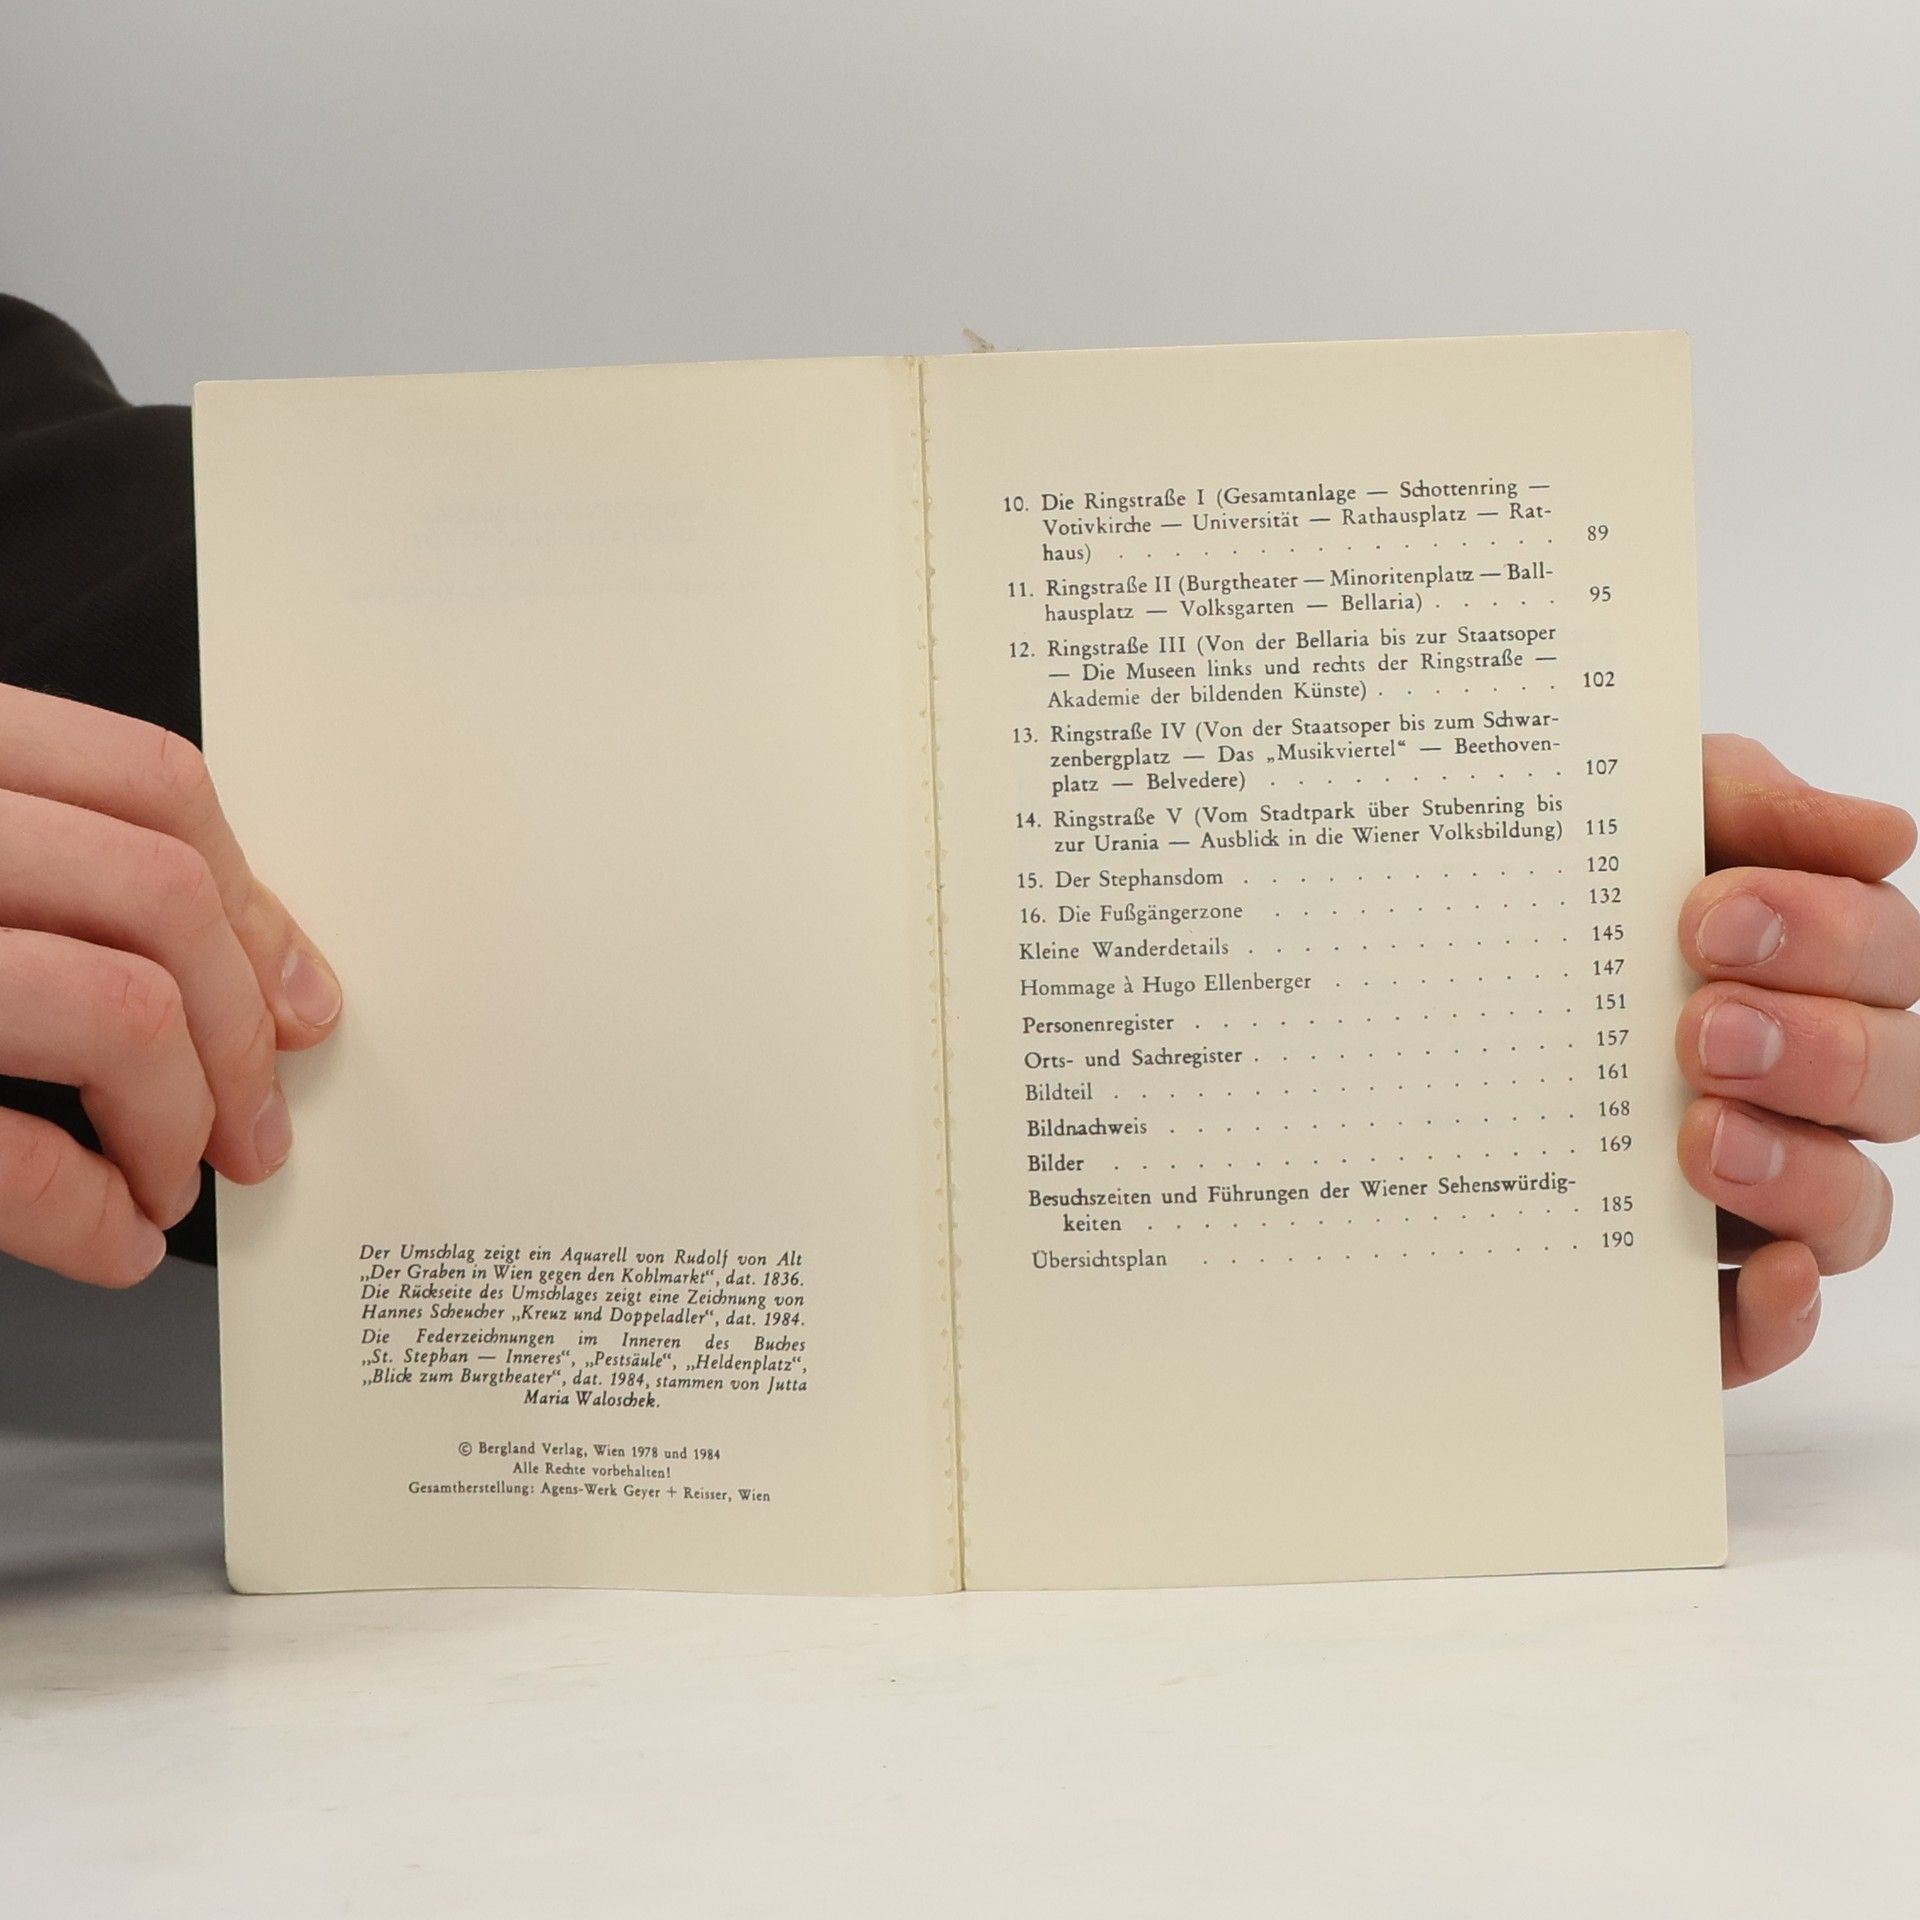 Der Umschlag zeigt ein Aquarell von Rudolf von Alt
„Der Graben in Wien gegen den Kohlmarkt“, dat. 1836.
Die Rückseite des Umschlages zeigt eine Zeichnung von
Hannes Scheucher „Kreuz und Doppeladler“, dat. 1984.
Die Federzeichnungen im Inneren des Buches
„St. Stephan — Inneres“, „Pestsäule“, „Heldenplatz“,
„Blick zum Burgtheater“, dat. 1984, stammen von Jutta
Maria Waloschek.
© Bergland Verlag, Wien 1978 und 1984
Alle Rechte vorbehalten!
Gesamtherstellung: Agens-Werk Geyer + Reisser, Wien
10. Die Ringstraße I (Gesamtanlage — Schottenring —
Votivkirche — Universität — Rathausplatz — Rat-
haus) . . . . . . . . . . . . . . . . 89
11. Ringstraße II (Burgtheater — Minoritenplatz — Ball-
hausplatz — Volksgarten — Bellaria) . . . . . 95
12. Ringstraße III (Von der Bellaria bis zur Staatsoper
— Die Museen links und rechts der Ringstraße —
Akademie der bildenden Künste) . . . . . . . 102
13. Ringstraße IV (Von der Staatsoper bis zum Schwar-
zenbergplatz — Das „Musikviertel“ — Beethoven-
platz — Belvedere) . . . . . . . . . . . 107
14. Ringstraße V (Vom Stadtpark über Stubenring bis
zur Urania — Ausblick in die Wiener Volksbildung) 115
15. Der Stephansdom . . . . . . . . . . . . 120
16. Die Fußgängerzone . . . . . . . . . . . 132
Kleine Wanderdetails . . . . . . . . . . . . 145
Hommage à Hugo Ellenberger . . . . . . . . . 147
Personenregister . . . . . . . . . . . . . . 151
Orts- und Sachregister . . . . . . . . . . . . 157
Bildteil . . . . . . . . . . . . . . . . . 161
Bildnachweis . . . . . . . . . . . . . . . 168
Bilder . . . . . . . . . . . . . . . . . 169
Besuchszeiten und Führungen der Wiener Sehenswürdig-
keiten . . . . . . . . . . . . . . . . 185
Übersichtsplan . . . . . . . . . . . . . . 190